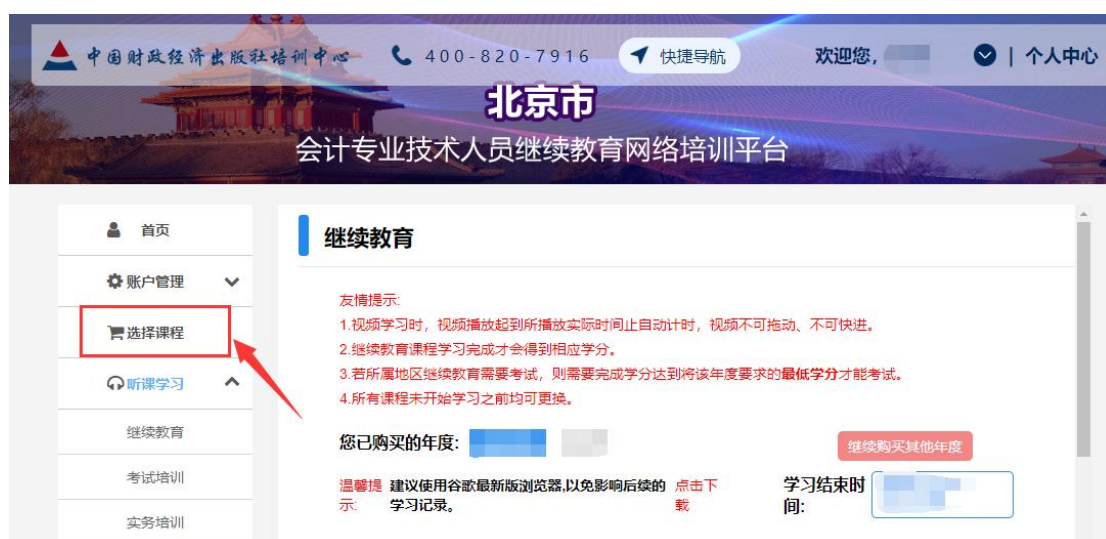 中国财政经济出版社培训中心 400-820-7916 快捷导航 欢迎您, | 个人中心
北京市
会计专业技术人员继续教育网络培训平台
首页
账户管理
选择课程
听课学习
继续教育
考试培训
实务培训
继续教育
友情提示:
1.视频学习时，视频播放起到所播放实际时间止自动计时，视频不可拖动、不可快进。
2.继续教育课程学习完成才会得到相应学分。
3.若所属地区继续教育需要考试，则需要完成学分达到将该年度要求的最低学分才能考试。
4.所有课程未开始学习之前均可更换。
您已购买的年度:
继续购买其他年度
温馨提
示:
建议使用谷歌最新版浏览器,以免影响后续的
学习记录。
点击下
载
学习结束时
间: